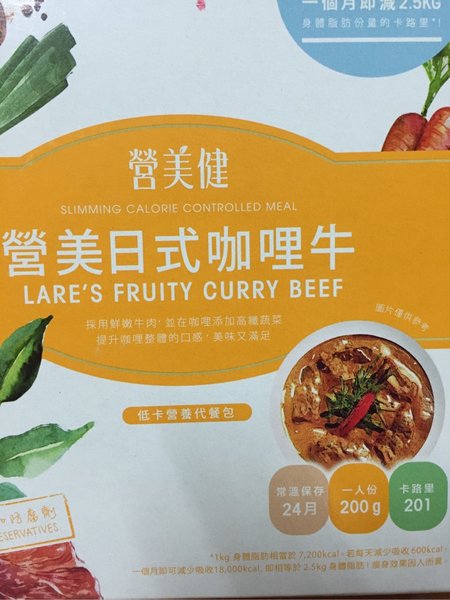 一個月即減2.5KG
身體脂肪份量的卡路里*!
營美健
SLIMMING CALORIE CONTROLLED MEAL
營美日式咖哩牛
LARE'S FRUITY CURRY BEEF
採用鮮嫩牛肉，並在咖哩添加高纖蔬菜
提升咖哩整體的口感，美味又滿足
圖片僅供參考
低卡營養代餐包
常溫保存
24月
一人份
200g
卡路里
201
防腐劑
*1kg 身體脂肪相當於 7,200kcal。若每天減少吸收 600kcal，
一個月即可減少吸收18,000kcal, 即相等於 2.5kg 身體脂肪! 瘦身效果因人而異。